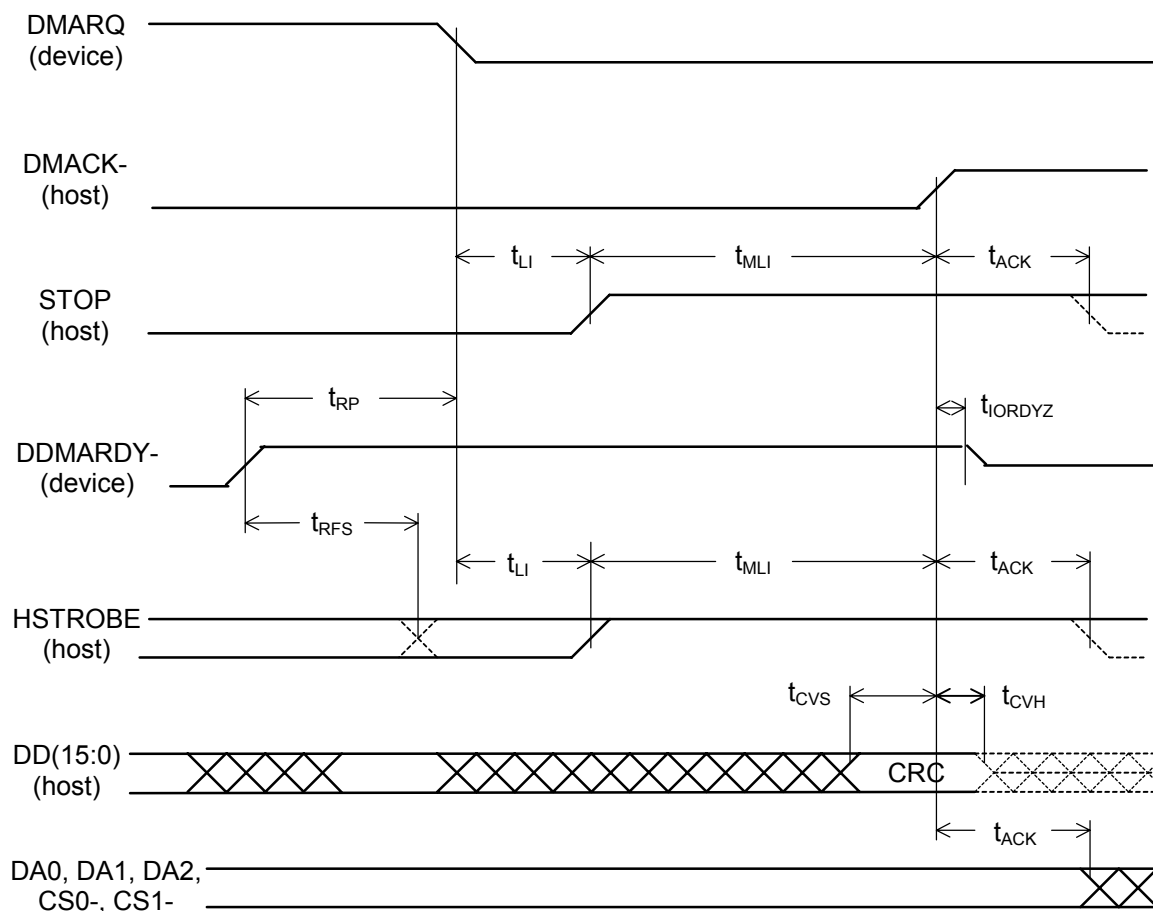 DMARQ
(device)
DMACK-
(host)
tLI
tMLI
tACK
STOP
(host)
tRP
tIORDYZ
DDMARDY-
(device)
tRFS
tLI
tMLI
tACK
HSTROBE
(host)
tCVS
tCVH
DD(15:0)
(host)
CRC
tACK
DA0, DA1, DA2,
CS0-, CS1-